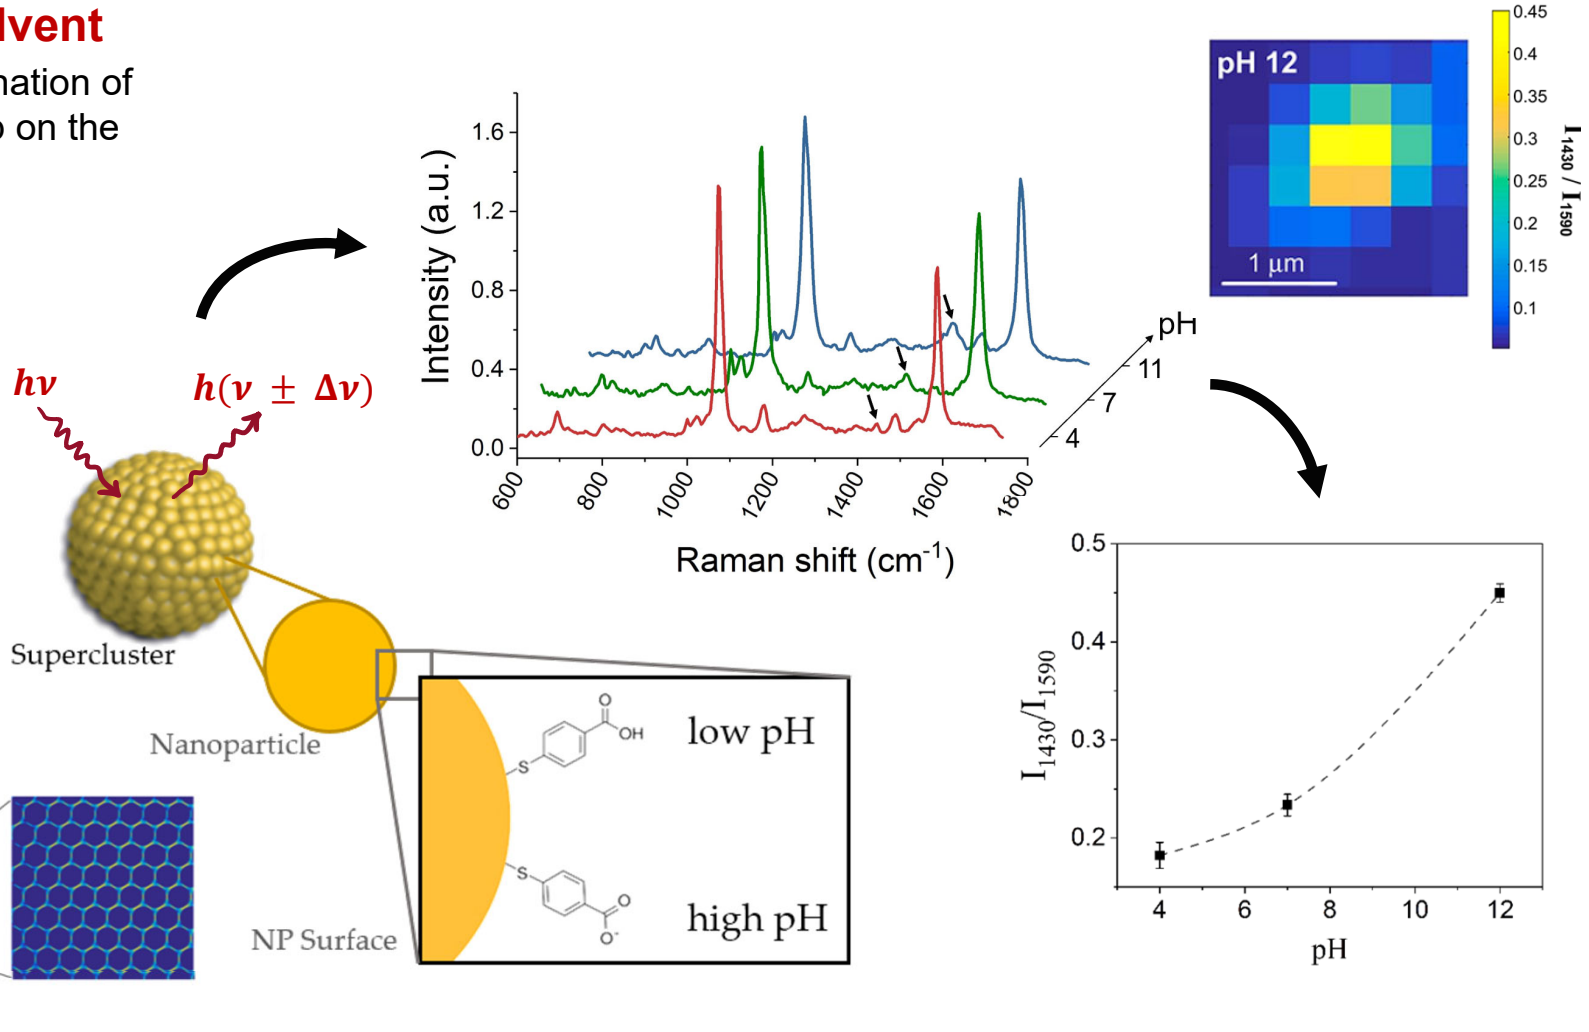 lvent
nation of
on the
hν
h(ν ± Δν)
Supercluster
Nanoparticle
NP Surface
S
O
OH
low pH
S
O
O-
high pH
Intensity (a.u.)
1.6
1.2
0.8
0.4
0.0
600
800
1000
1200
1400
1600
1800
Raman shift (cm-1)
pH
11
7
4
pH 12
1 μm
0.45
0.4
0.35
0.3
0.25
0.2
0.15
0.1
I1430 / I1590
I1430/I1590
0.5
0.4
0.3
0.2
4
6
8
10
12
pH